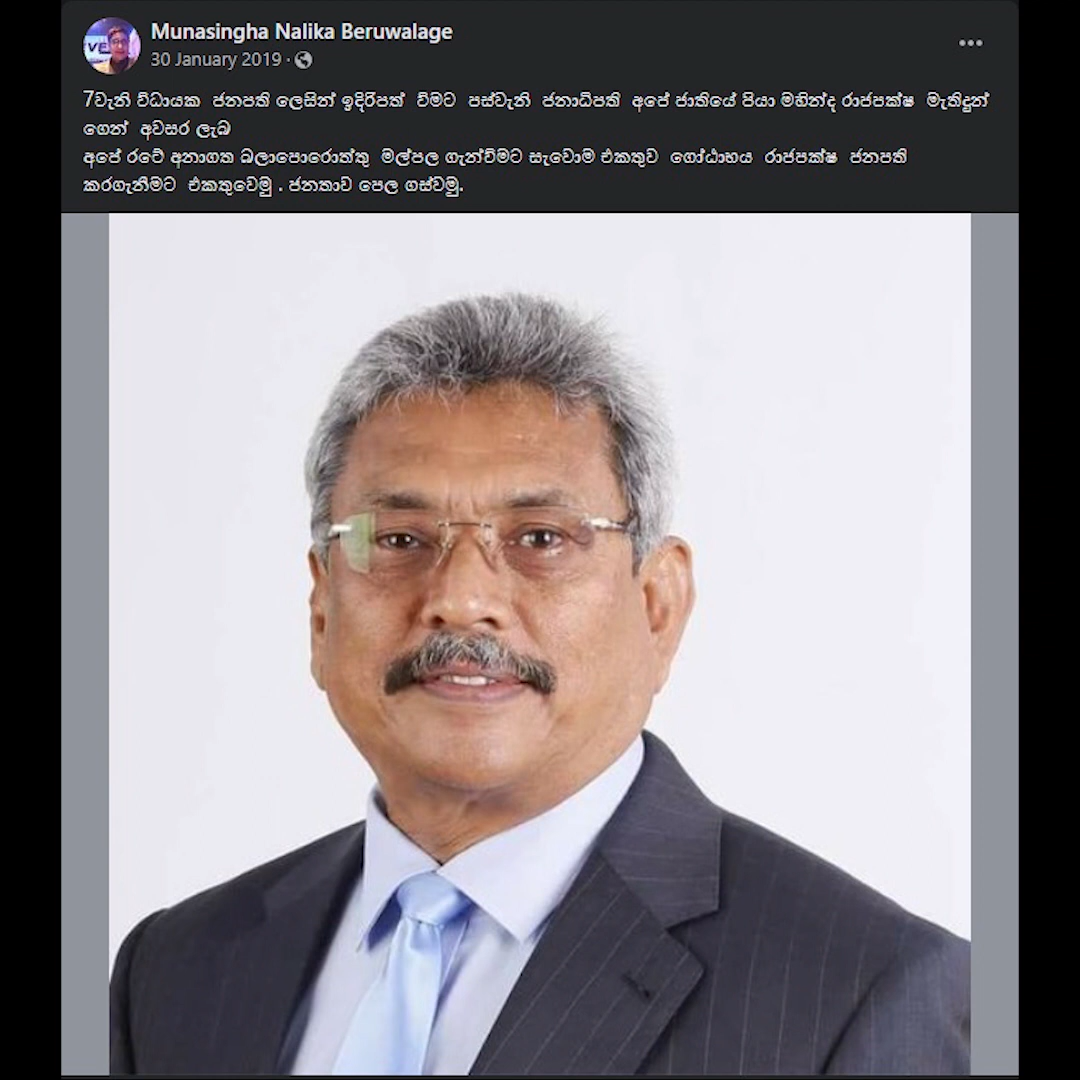 Munasingha Nalika Beruwalage
30 January 2019
7වැනි විධායක ජනපති ලෙසින් ඉදිරිපත් වීමට පස්වැනි ජනාධිපති අපේ ජාතියේ පියා මහින්ද රාජපක්ෂ මැතිදුන්
ගෙන් අවසර ලැබ
අපේ රටේ අනාගත බලාපොරොත්තු මල්පල ගැන්වීමට සැවොම එකතුව ගෝඨාභය රාජපක්ෂ ජනපති
කරගැනීමට එකතුවෙමු . ජනතාව පෙල ගස්වමු.